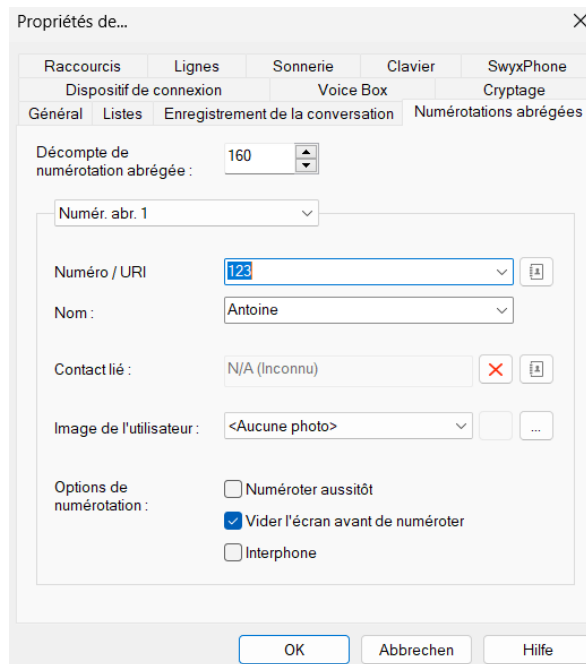 Propriétés de...
Raccourcis Lignes Sonnerie Clavier SwyxPhone
Dispositif de connexion Voice Box Cryptage
Général Listes Enregistrement de la conversation Numérotations abrégées
Décompte de
numérotation abrégée : 160
Numér. abr. 1
Numéro / URI 123
Nom : Antoine
Contact lié : N/A (Inconnu)
Image de l'utilisateur : <Aucune photo> ...
Options de
numérotation :
Numéroter aussitôt
Vider l'écran avant de numéroter
Interphone
OK Abbrechen Hilfe